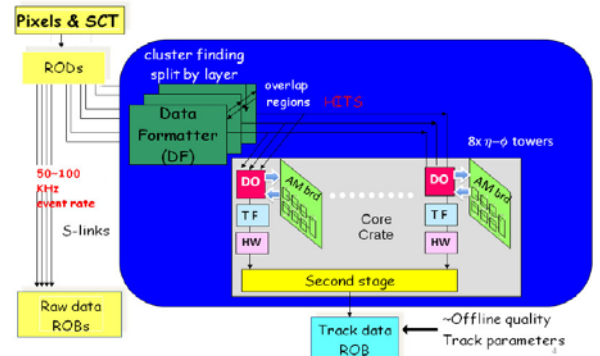 Pixels & SCT
RODs
cluster finding
split by layer
overlap
regions
HITS
Data
Formatter
(DF)
8x η-φ towers
50~100
KHz
event rate
S-links
DO
AM brd
TF
HW
Core
Crate
DO
AM brd
TF
HW
Second stage
Raw data
ROBs
Track data
ROB
~Offline quality
Track parameters
4